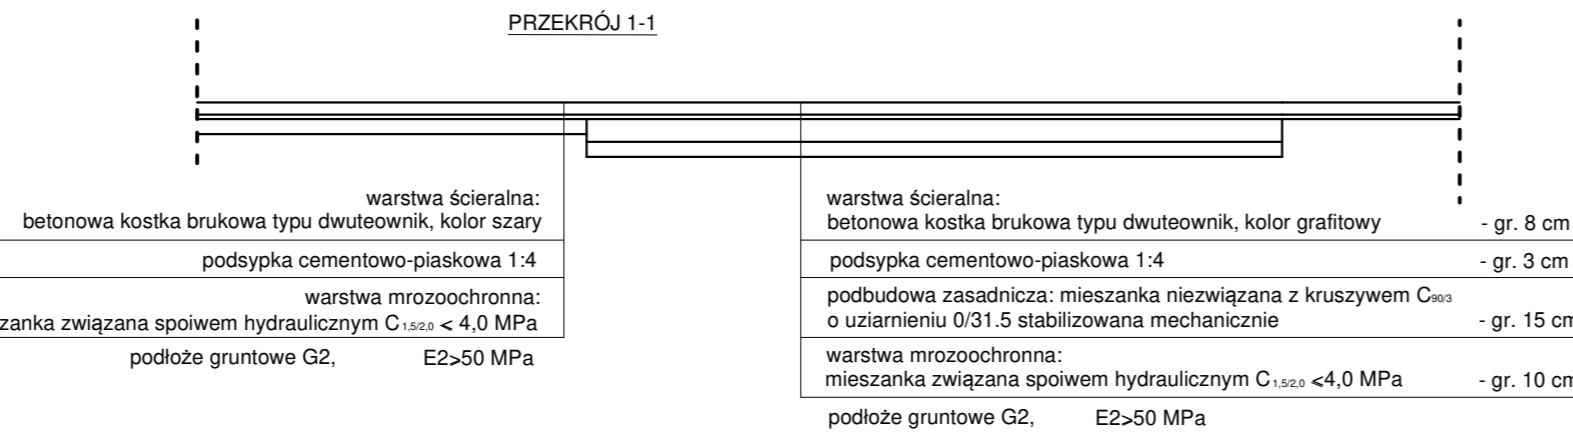 PRZEKRÓJ 1-1
warstwa ścieralna:
betonowa kostka brukowa typu dwuteownik, kolor szary
podsypka cementowo-piaskowa 1:4
warstwa mrozoochronna:
związana spoiwem hydraulicznym C1,5/2,0 < 4,0 MPa
podłoże gruntowe G2, E2>50 MPa
warstwa ścieralna:
betonowa kostka brukowa typu dwuteownik, kolor grafitowy - gr. 8 cm
podsypka cementowo-piaskowa 1:4 - gr. 3 cm
podbudowa zasadnicza: mieszanka niezwiązana z kruszywem C90/3
o uziarnieniu 0/31.5 stabilizowana mechanicznie - gr. 15 cm
warstwa mrozoochronna:
mieszanka związana spoiwem hydraulicznym C1,5/2,0 <4,0 MPa - gr. 10 cm
podłoże gruntowe G2, E2>50 MPa